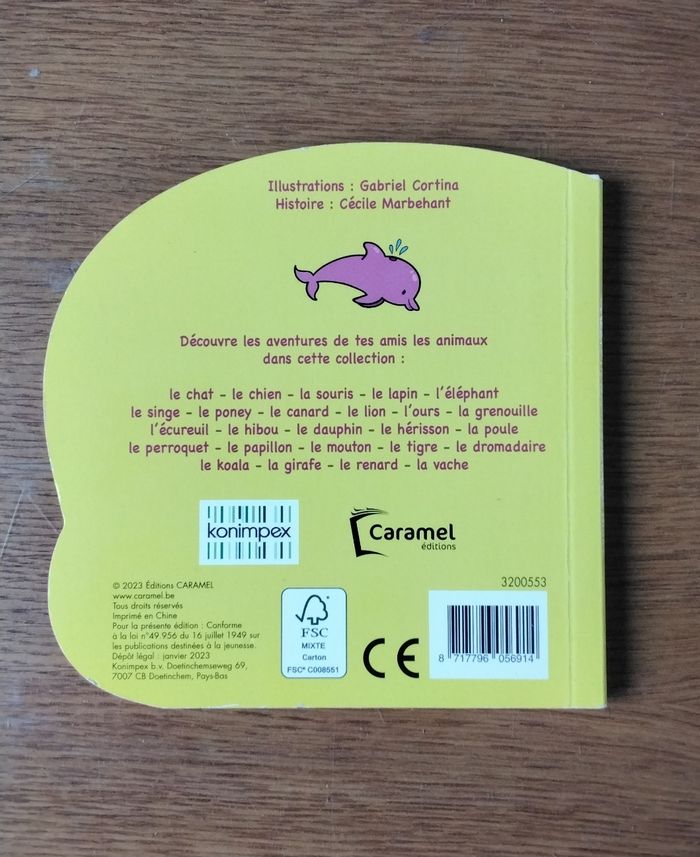 Illustrations : Gabriel Cortina
Histoire : Cécile Marbehant
Découvre les aventures de tes amis les animaux
dans cette collection :
le chat - le chien - la souris - le lapin - l'éléphant
le singe - le poney - le canard - le lion - l'ours - la grenouille
l'écureuil - le hibou - le dauphin - le hérisson - la poule
le perroquet - le papillon - le mouton - le tigre - le dromadaire
le koala - la girafe - le renard - la vache
konimpex
Caramel
éditions
© 2023 Éditions CARAMEL
www.caramel.be
Tous droits réservés
Imprimé en Chine
Pour la présente édition : Conforme
à la loi n°49.956 du 16 juillet 1949 sur
les publications destinées à la jeunesse.
Dépôt légal : janvier 2023
Konimpex b.v. Doetinchemseweg 69,
7007 CB Doetinchem, Pays-Bas
FSC
MIXTE
Carton
FSC® C008551
CE
3200553
8 717796 056914